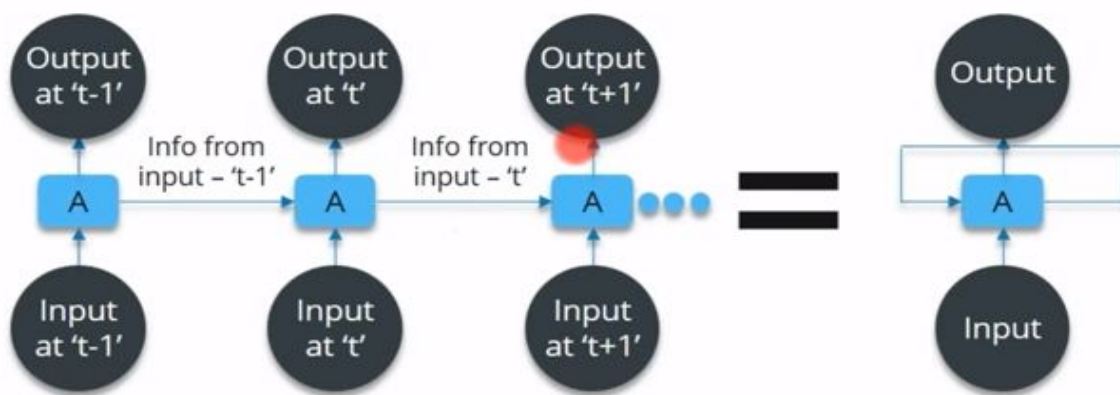 Output
at ‘t-1’
Output
at ‘t’
Output
at ‘t+1’
Output
Info from
input – ‘t-1’
Info from
input – ‘t’
A
A
A
A
Input
at ‘t-1’
Input
at ‘t’
Input
at ‘t+1’
Input